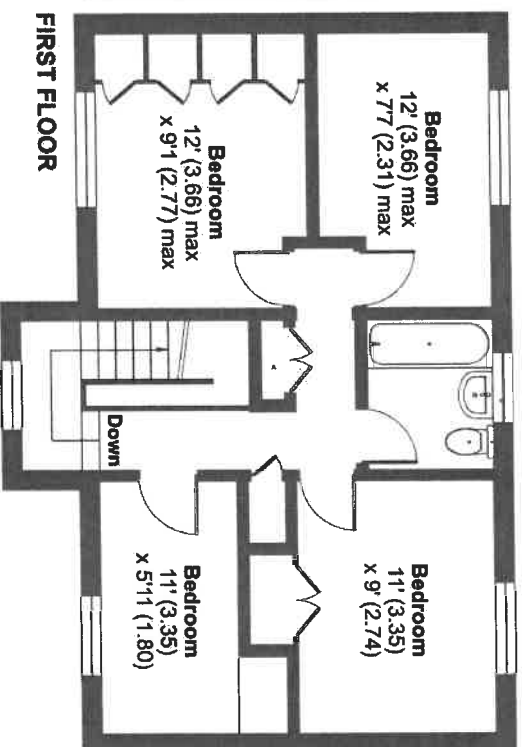 Bedroom
12' (3.66) max
x 7'7 (2.31) max
Bedroom
11' (3.35)
x 9' (2.74)
Bedroom
12' (3.66) max
x 9'1 (2.77) max
Bedroom
11' (3.35)
x 5'11 (1.80)
Down
FIRST FLOOR